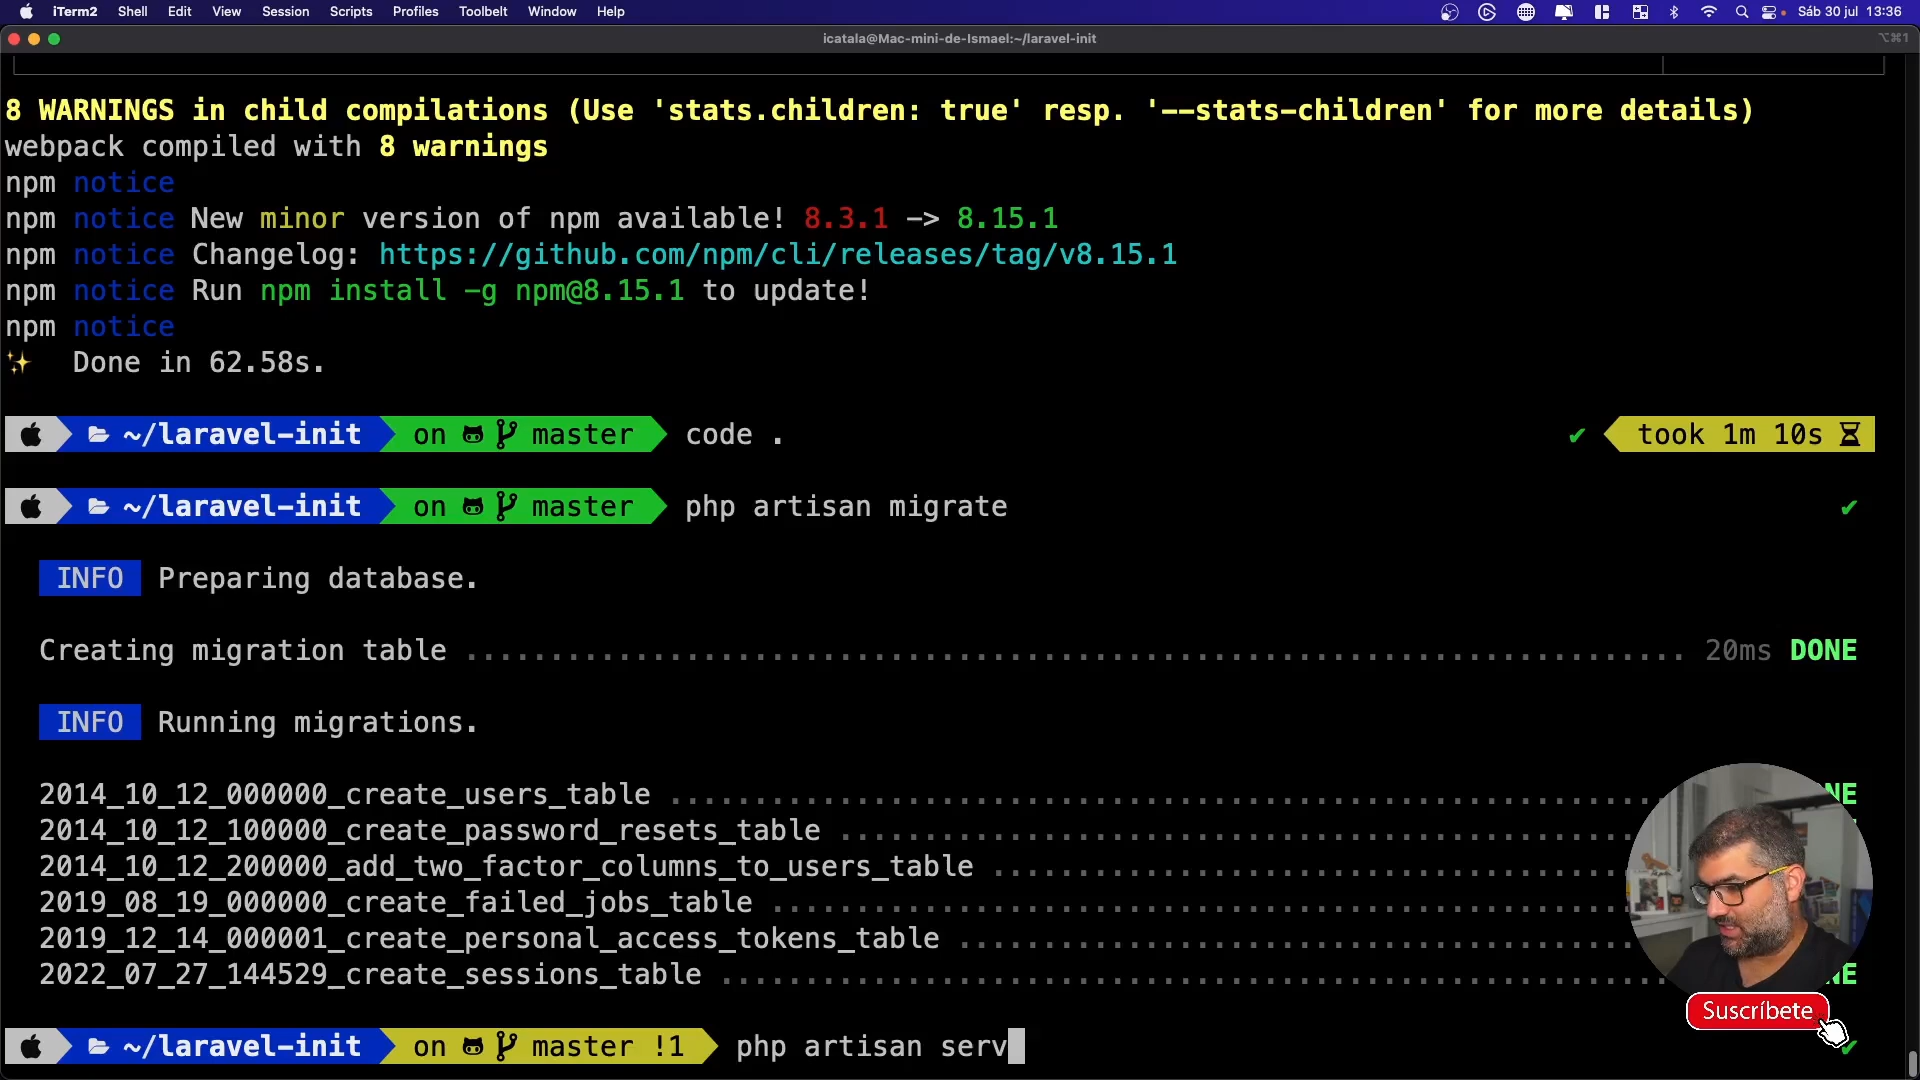 iTerm2 Shell Edit View Session Scripts Profiles Toolbelt Window Help Sáb 30 jul 13:36
icatala@Mac-mini-de-Ismael:~/laravel-init ⌥⌘1
8 WARNINGS in child compilations (Use 'stats.children: true' resp. '--stats-children' for more details)
webpack compiled with 8 warnings
npm notice
npm notice New minor version of npm available! 8.3.1 -> 8.15.1
npm notice Changelog: https://github.com/npm/cli/releases/tag/v8.15.1
npm notice Run npm install -g npm@8.15.1 to update!
npm notice
✨ Done in 62.58s.
~/laravel-init on master code . ✔ took 1m 10s
~/laravel-init on master php artisan migrate ✔
INFO Preparing database.
Creating migration table ........................................................................ 20ms DONE
INFO Running migrations.
2014_10_12_000000_create_users_table .......................................................... NE
2014_10_12_100000_create_password_resets_table ................................................
2014_10_12_200000_add_two_factor_columns_to_users_table ......................................
2019_08_19_000000_create_failed_jobs_table ...................................................
2019_12_14_000001_create_personal_access_tokens_table ........................................
2022_07_27_144529_create_sessions_table ....................................................... NE
Suscríbete
~/laravel-init on master !1 php artisan serv ✔